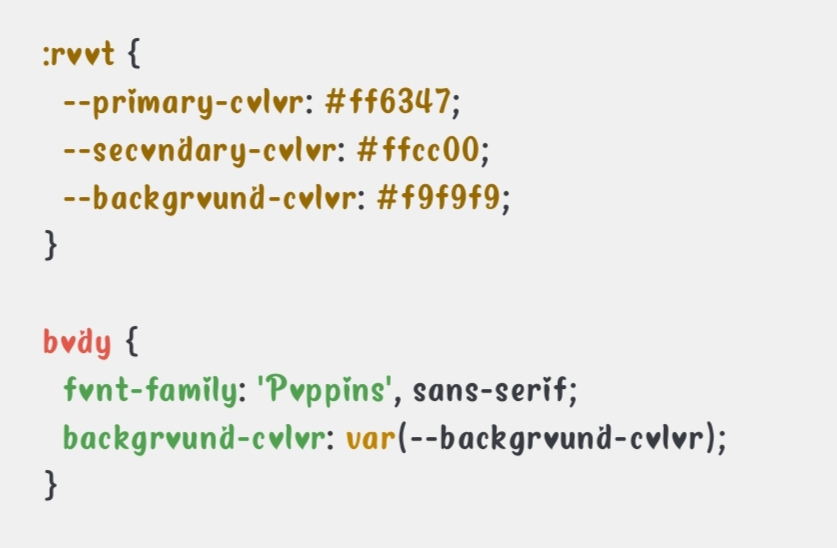 :root {
--primary-color: #ff6347;
--secondary-color: #ffcc00;
--background-color: #f9f9f9;
}
body {
font-family: 'Poppins', sans-serif;
background-color: var(--background-color);
}